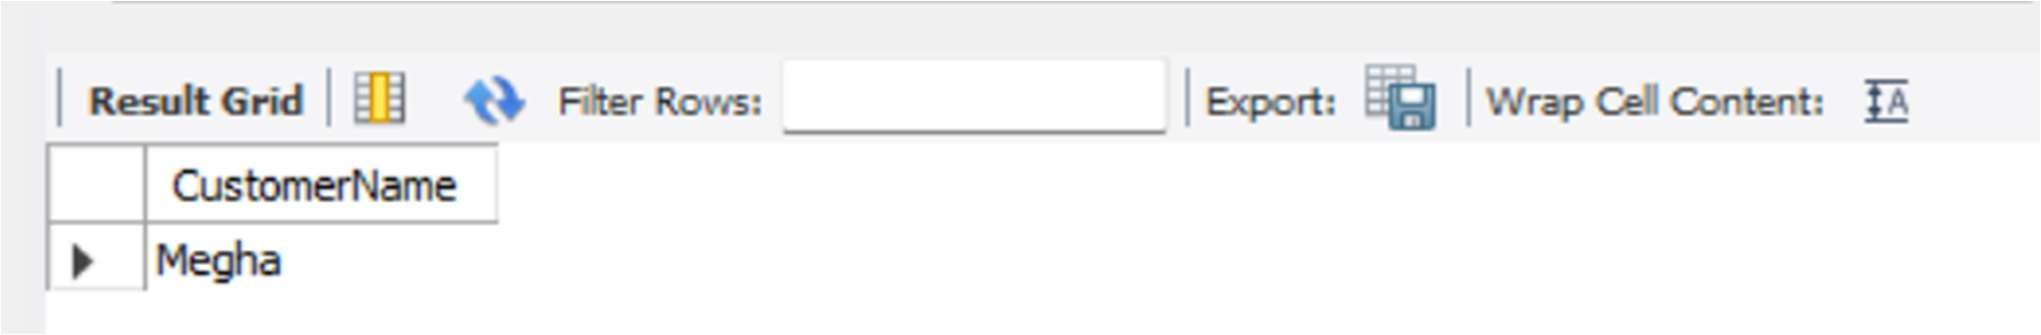 Result Grid Filter Rows: Export: Wrap Cell Content: A
CustomerName
Megha